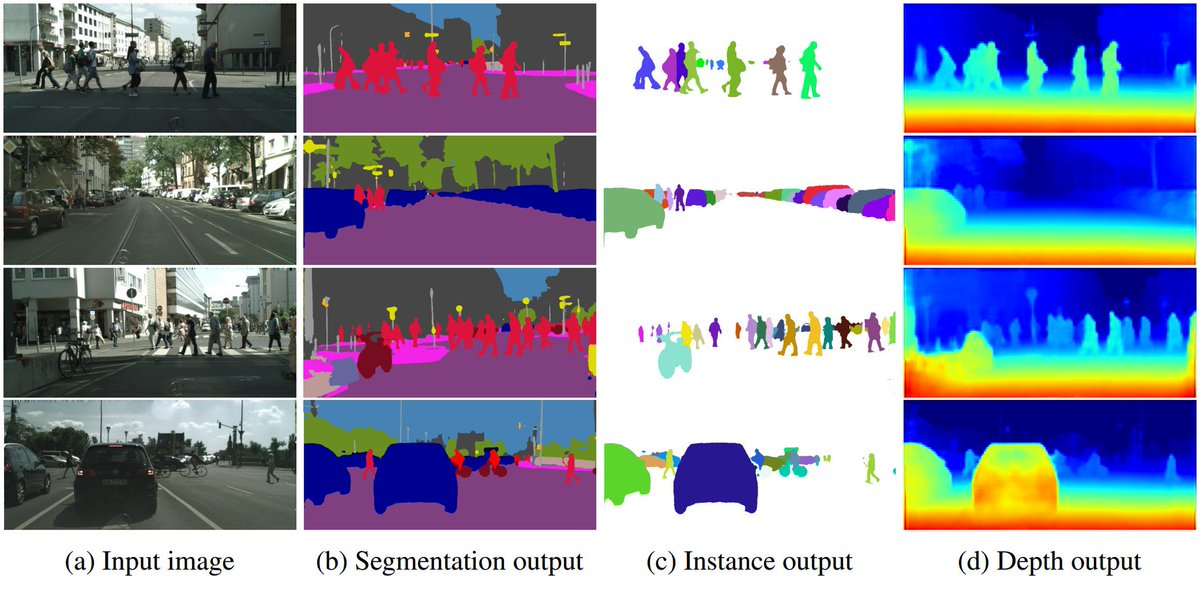 (a) Input image
(b) Segmentation output
(c) Instance output
(d) Depth output